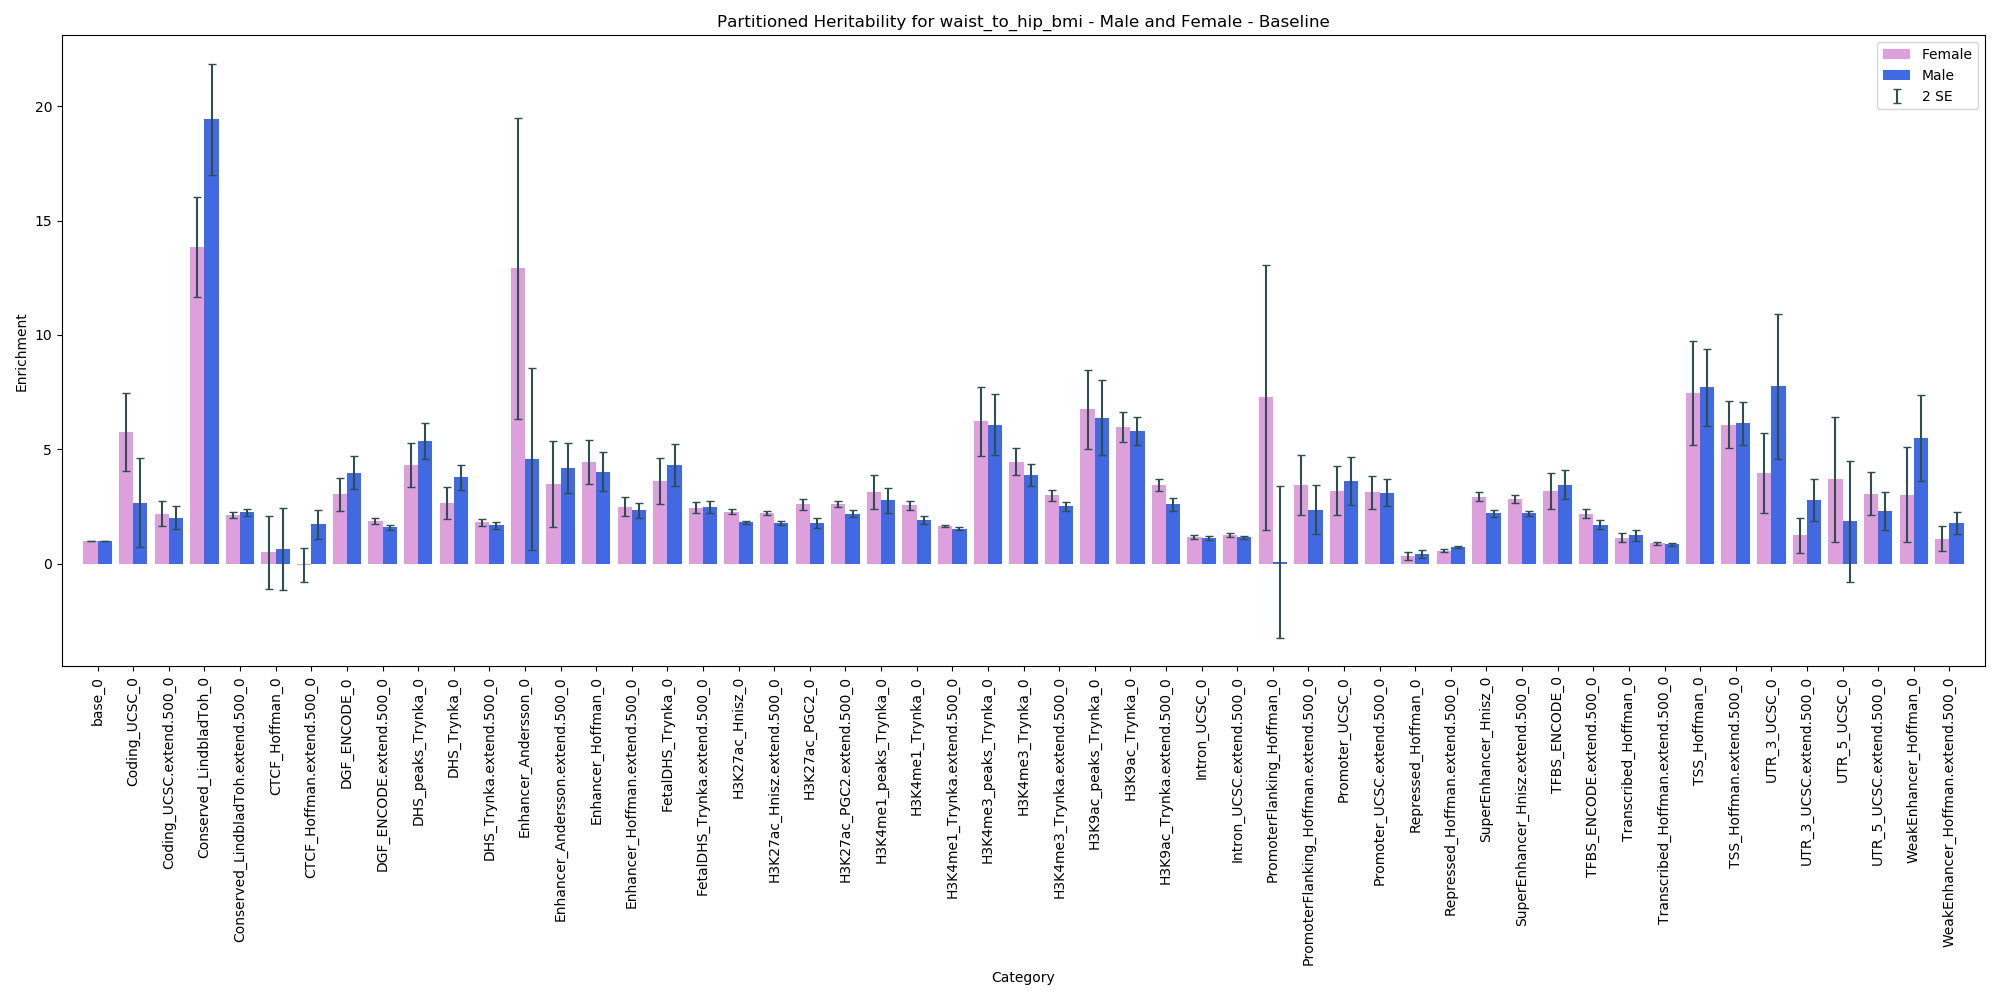 Partitioned Heritability for waist_to_hip_bmi - Male and Female - Baseline
Female
Male
2 SE
Enrichment
20
15
10
5
0
base_0
Coding_UCSC_0
Coding_UCSC.extend.500_0
Conserved_LindbladToh_0
Conserved_LindbladToh.extend.500_0
CTCF_Hoffman_0
CTCF_Hoffman.extend.500_0
DGF_ENCODE_0
DGF_ENCODE.extend.500_0
DHS_peaks_Trynka_0
DHS_Trynka_0
DHS_Trynka.extend.500_0
Enhancer_Andersson_0
Enhancer_Andersson.extend.500_0
Enhancer_Hoffman_0
Enhancer_Hoffman.extend.500_0
FetalDHS_Trynka_0
FetalDHS_Trynka.extend.500_0
H3K27ac_Hnisz_0
H3K27ac_Hnisz.extend.500_0
H3K27ac_PGC2_0
H3K27ac_PGC2.extend.500_0
H3K4me1_peaks_Trynka_0
H3K4me1_Trynka_0
H3K4me1_Trynka.extend.500_0
H3K4me3_peaks_Trynka_0
H3K4me3_Trynka_0
H3K4me3_Trynka.extend.500_0
H3K9ac_peaks_Trynka_0
H3K9ac_Trynka_0
H3K9ac_Trynka.extend.500_0
Intron_UCSC_0
Intron_UCSC.extend.500_0
PromoterFlanking_Hoffman_0
PromoterFlanking_Hoffman.extend.500_0
Promoter_UCSC_0
Promoter_UCSC.extend.500_0
Repressed_Hoffman_0
Repressed_Hoffman.extend.500_0
SuperEnhancer_Hnisz_0
SuperEnhancer_Hnisz.extend.500_0
TFBS_ENCODE_0
TFBS_ENCODE.extend.500_0
Transcribed_Hoffman_0
Transcribed_Hoffman.extend.500_0
TSS_Hoffman_0
TSS_Hoffman.extend.500_0
UTR_3_UCSC_0
UTR_3_UCSC.extend.500_0
UTR_5_UCSC_0
UTR_5_UCSC.extend.500_0
WeakEnhancer_Hoffman_0
WeakEnhancer_Hoffman.extend.500_0
Category